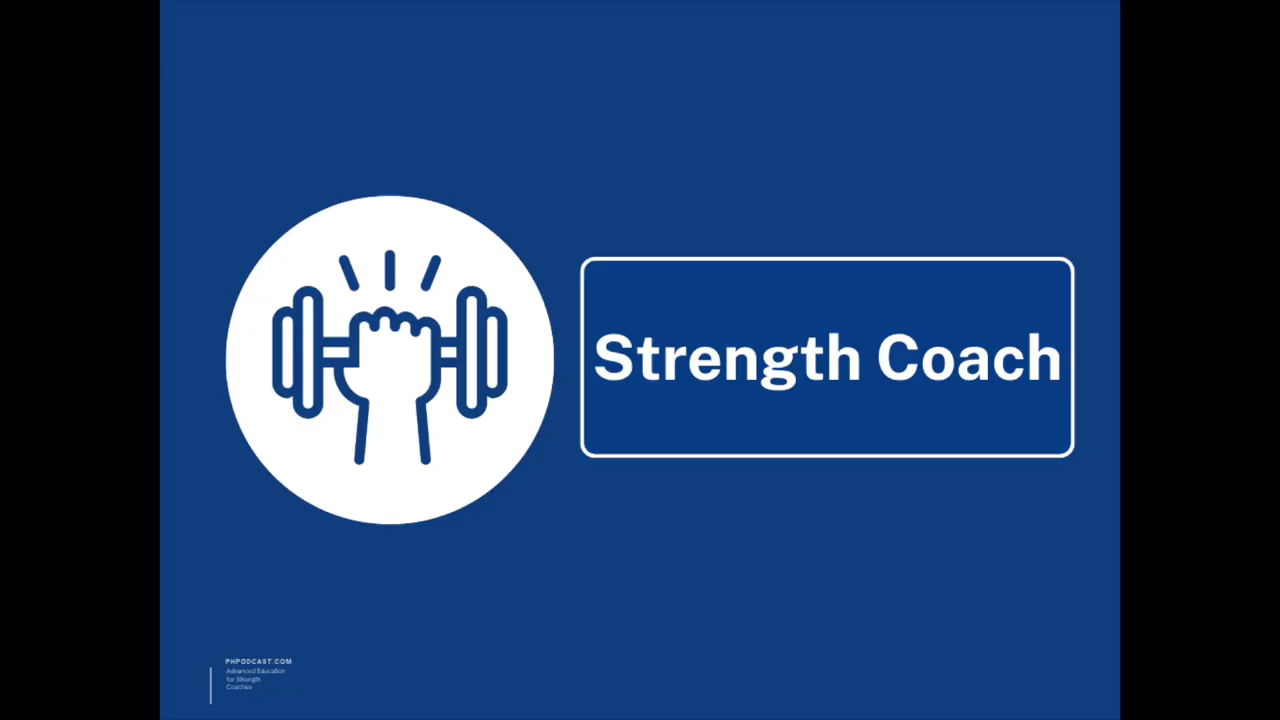 Strength Coach
PHPODCAST.COM
Advanced Education
for Strength
Coaches